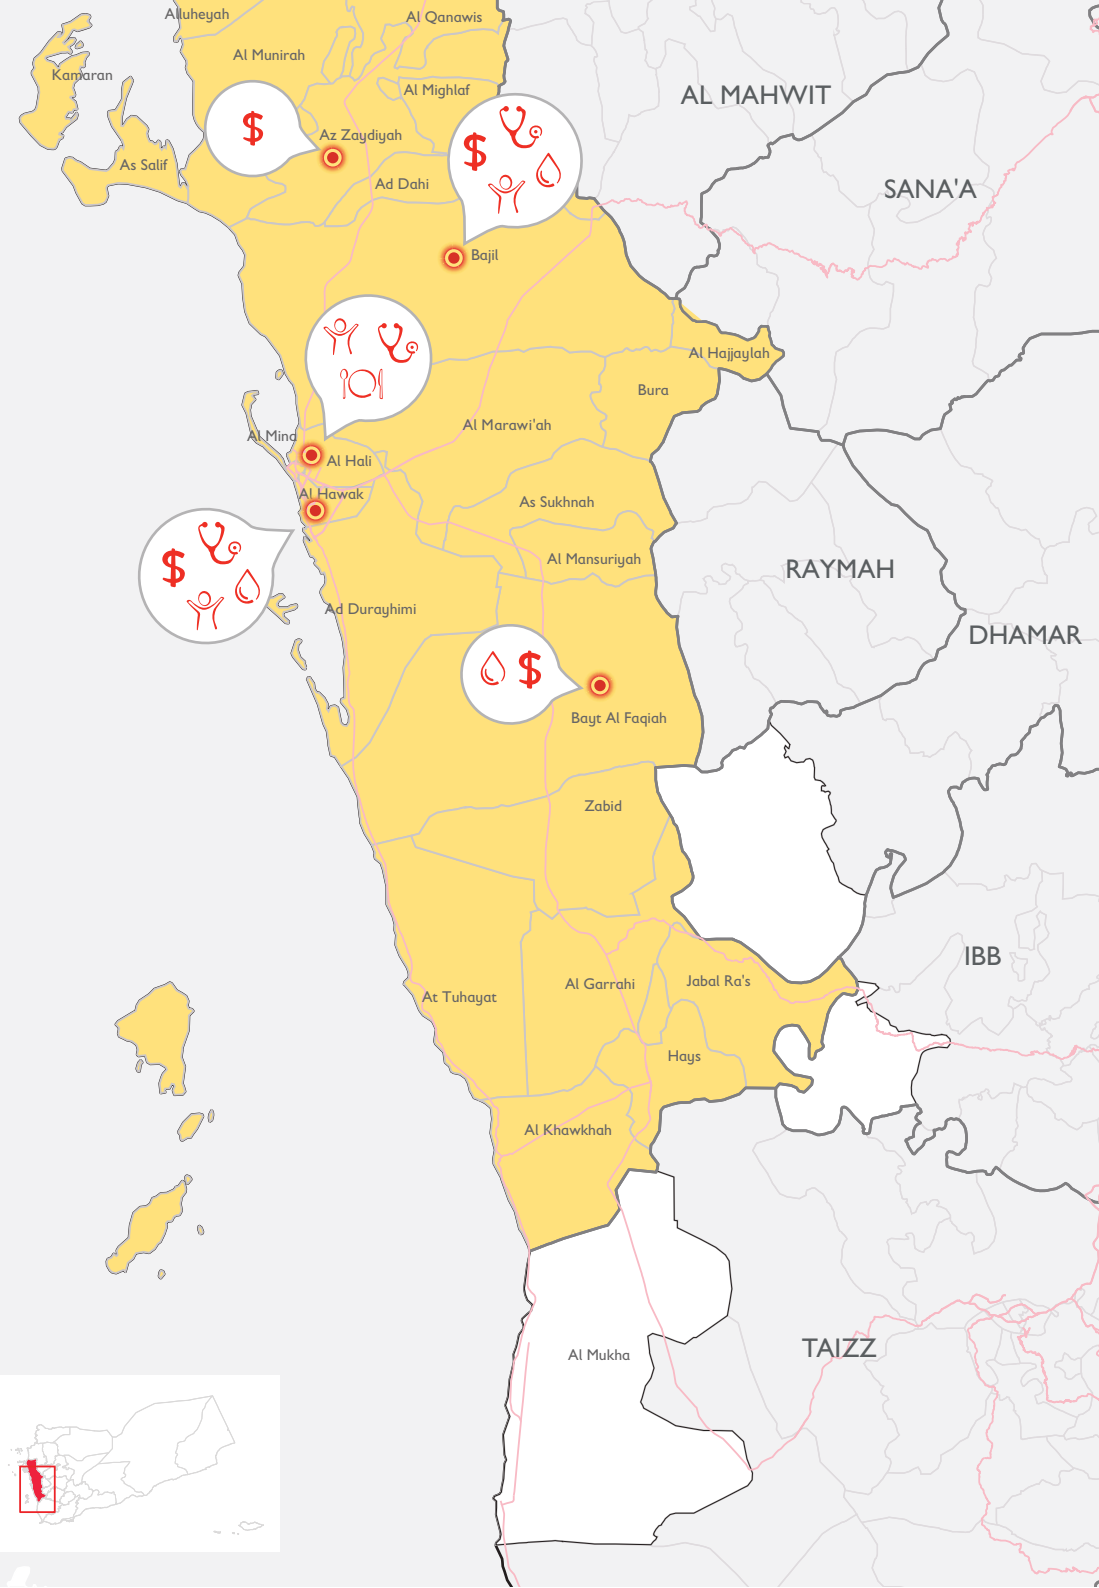 Alluheyah
Al Qanawis
Al Munirah
Kamaran
Al Mighlaf
AL MAHWIT
$
Az Zaydiyah
$
As Salif
Ad Dahi
SANA'A
Bajil
Al Hajjaylah
Bura
Al Marawi'ah
Al Mina
Al Hali
Al Hawak
As Sukhnah
$
Al Mansuriyah
RAYMAH
Ad Durayhimi
DHAMAR
$
Bayt Al Faqiah
Zabid
IBB
Al Garrahi
Jabal Ra's
At Tuhayat
Hays
Al Khawkhah
TAIZZ
Al Mukha